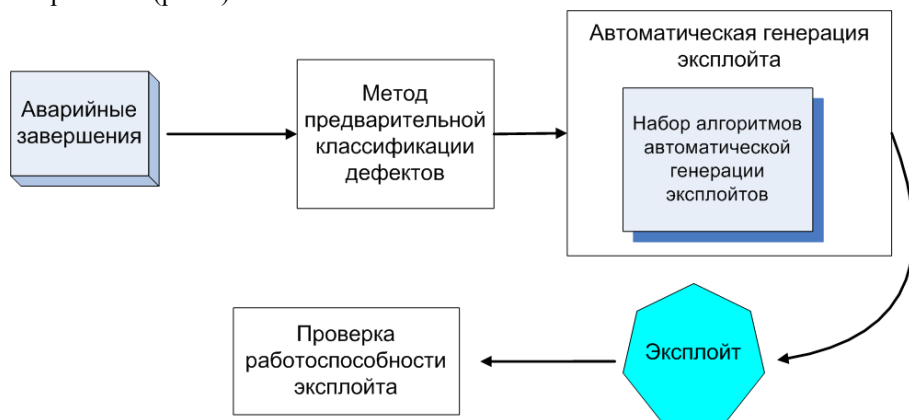 Аварийные
завершения
Метод
предварительной
классификации
дефектов
Автоматическая генерация
эксплойта
Набор алгоритмов
автоматической
генерации
эксплойтов
Эксплойт
Проверка
работоспособности
эксплойта